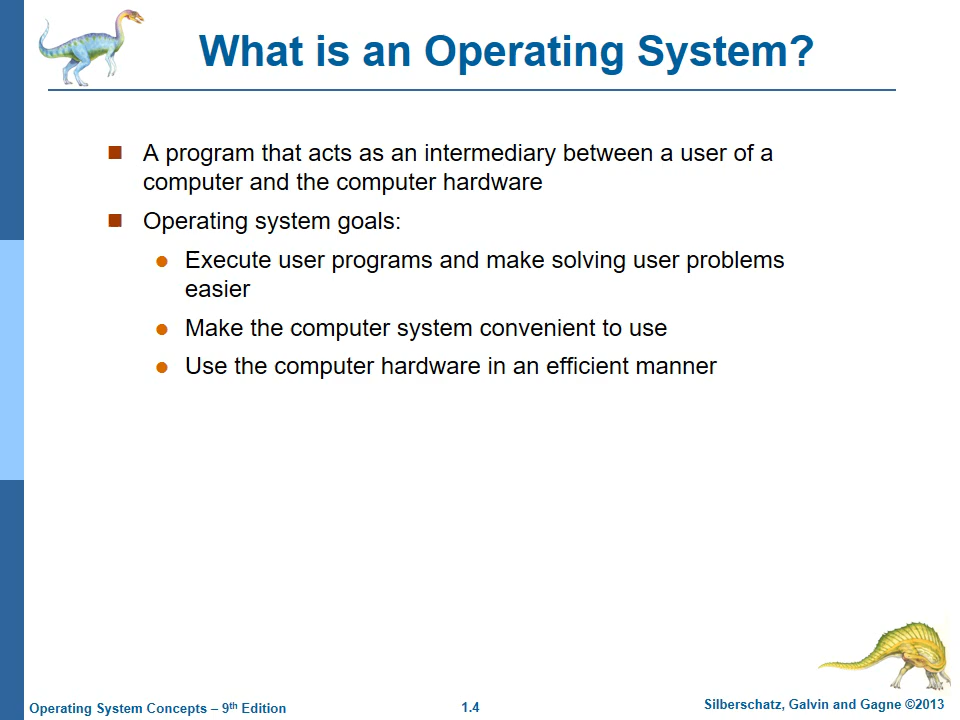 What is an Operating System?
A program that acts as an intermediary between a user of a
computer and the computer hardware
Operating system goals:
Execute user programs and make solving user problems
easier
Make the computer system convenient to use
Use the computer hardware in an efficient manner
Operating System Concepts – 9th Edition
1.4
Silberschatz, Galvin and Gagne ©2013